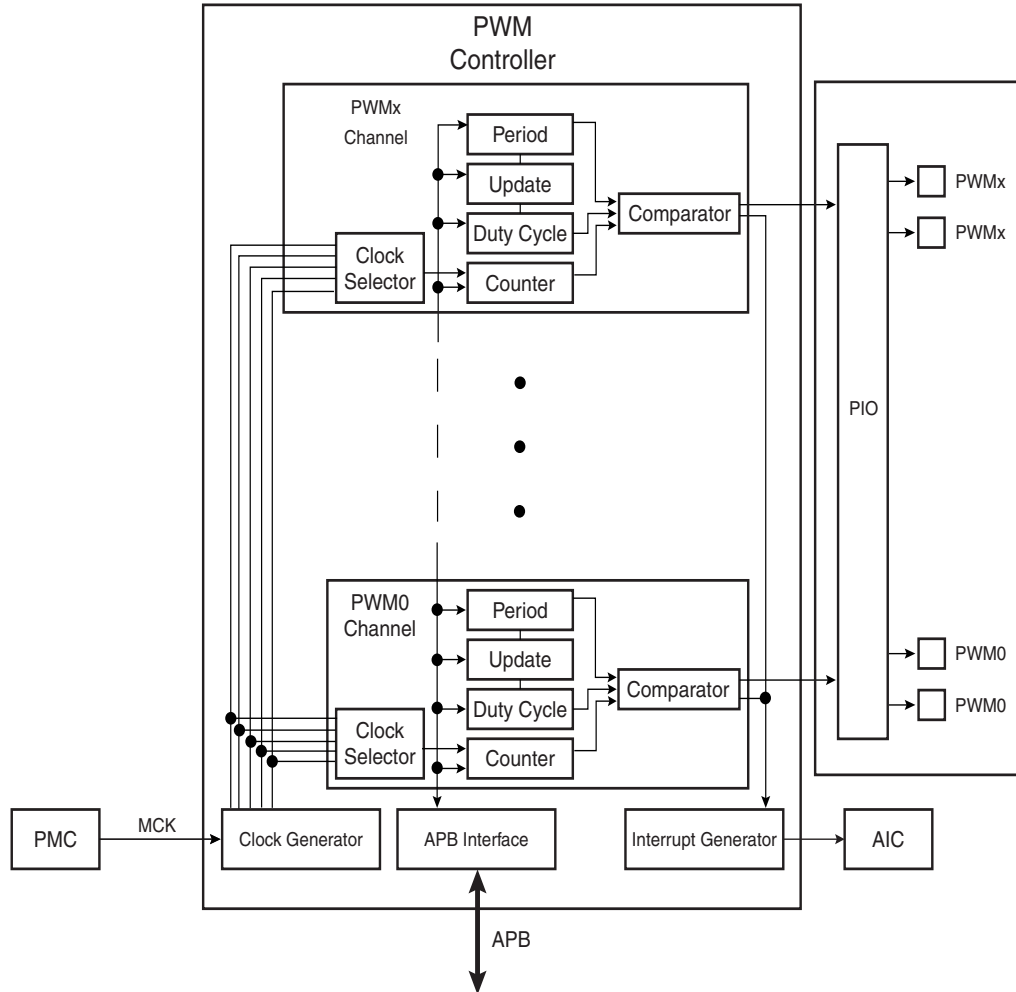 PWM
Controller
PWMx
Channel
Period
Update
Duty Cycle
Counter
Clock
Selector
Comparator
PIO
PWMx
PWMx
PWM0
Channel
Period
Update
Duty Cycle
Counter
Clock
Selector
Comparator
PWM0
PWM0
PMC
MCK
Clock Generator
APB Interface
Interrupt Generator
AIC
APB